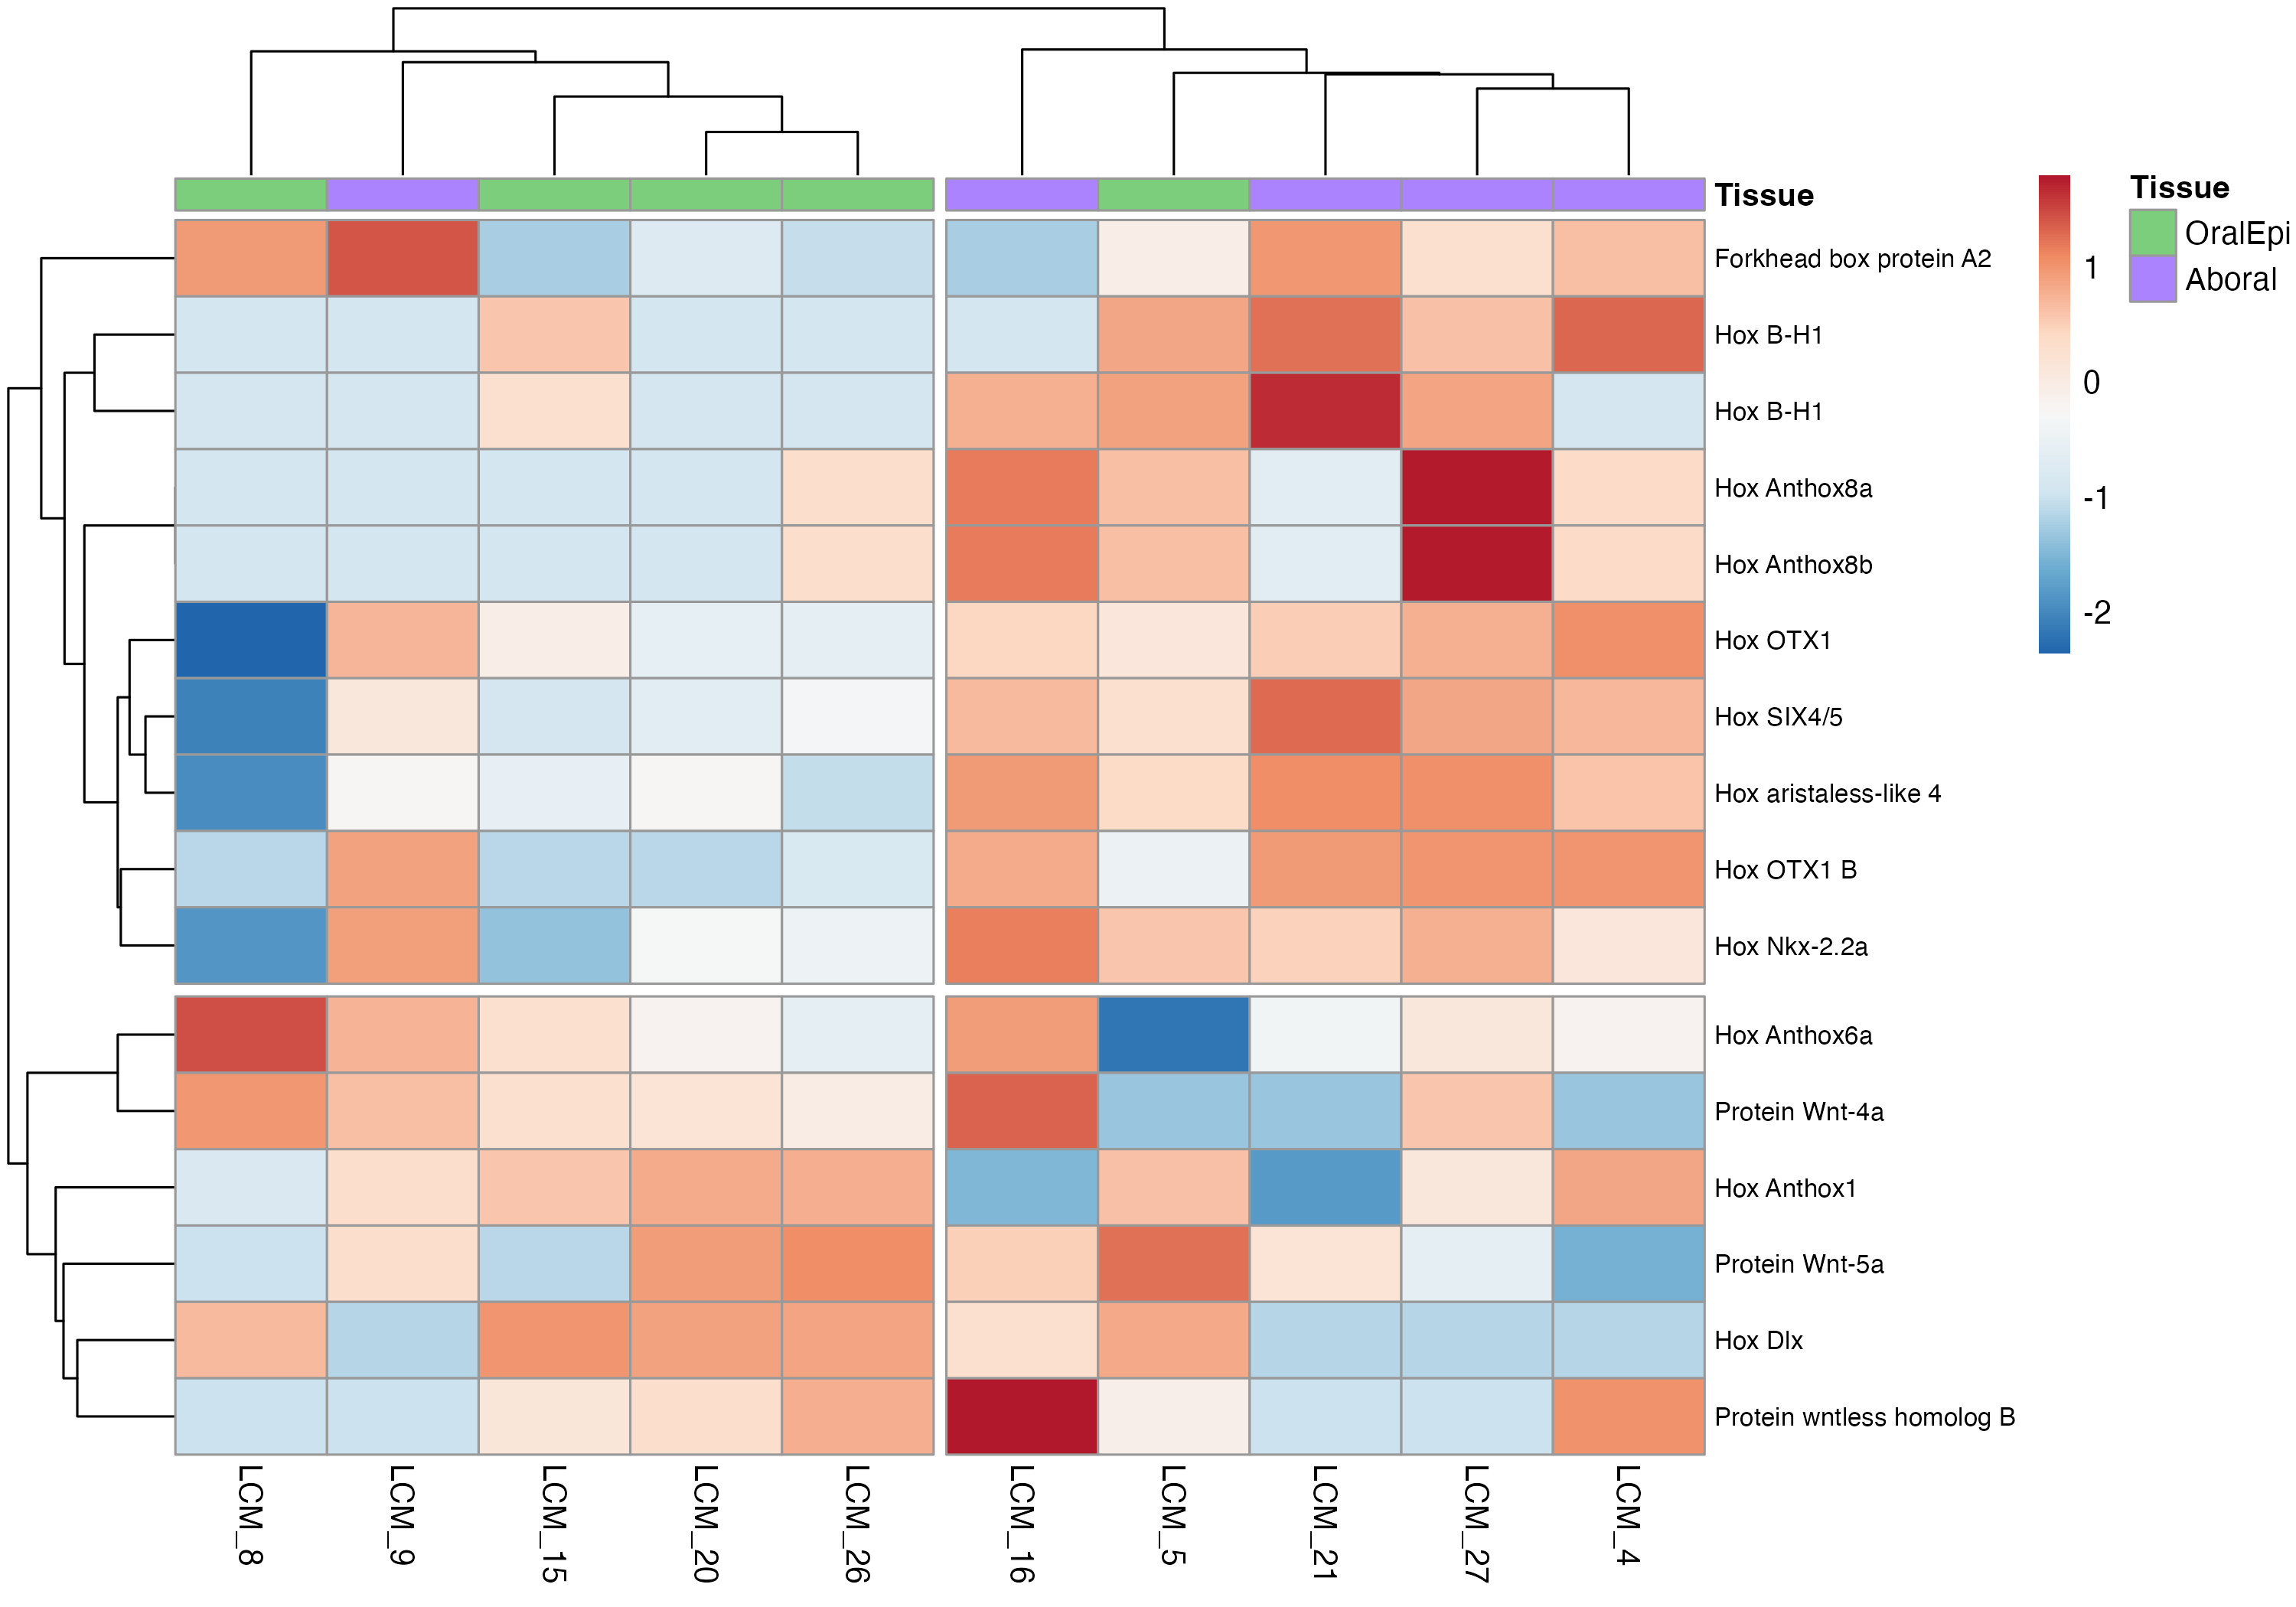 Tissue
Forkhead box protein A2
Hox B-H1
Hox B-H1
Hox Anthox8a
Hox Anthox8b
Hox OTX1
Hox SIX4/5
Hox aristaless-like 4
Hox OTX1 B
Hox Nkx-2.2a
Hox Anthox6a
Protein Wnt-4a
Hox Anthox1
Protein Wnt-5a
Hox Dlx
Protein wntless homolog B
LCM_8
LCM_9
LCM_15
LCM_20
LCM_26
LCM_16
LCM_5
LCM_21
LCM_27
LCM_4
1
0
-1
-2
Tissue
OralEpi
Aboral